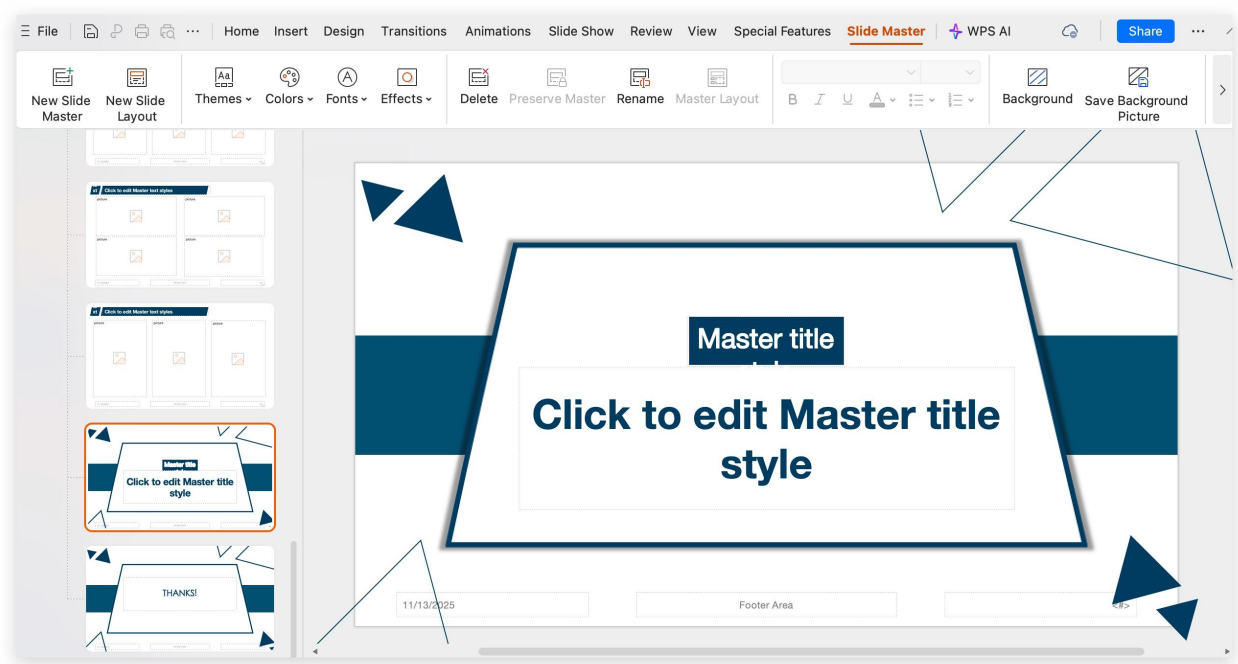 File
Home Insert Design Transitions Animations Slide Show Review View Special Features Slide Master WPS AI Share
New Slide Master
New Slide Layout
Themes
Colors
Fonts
Effects
Delete
Preserve Master
Rename
Master Layout
B I U A
Background
Save Background Picture
Click to edit Master text styles
picture picture
picture picture
Click to edit Master text styles
picture picture picture
Master title
Click to edit Master title
style
THANKS!
Master title
Click to edit Master title
style
11/13/2025
Footer Area
<#>